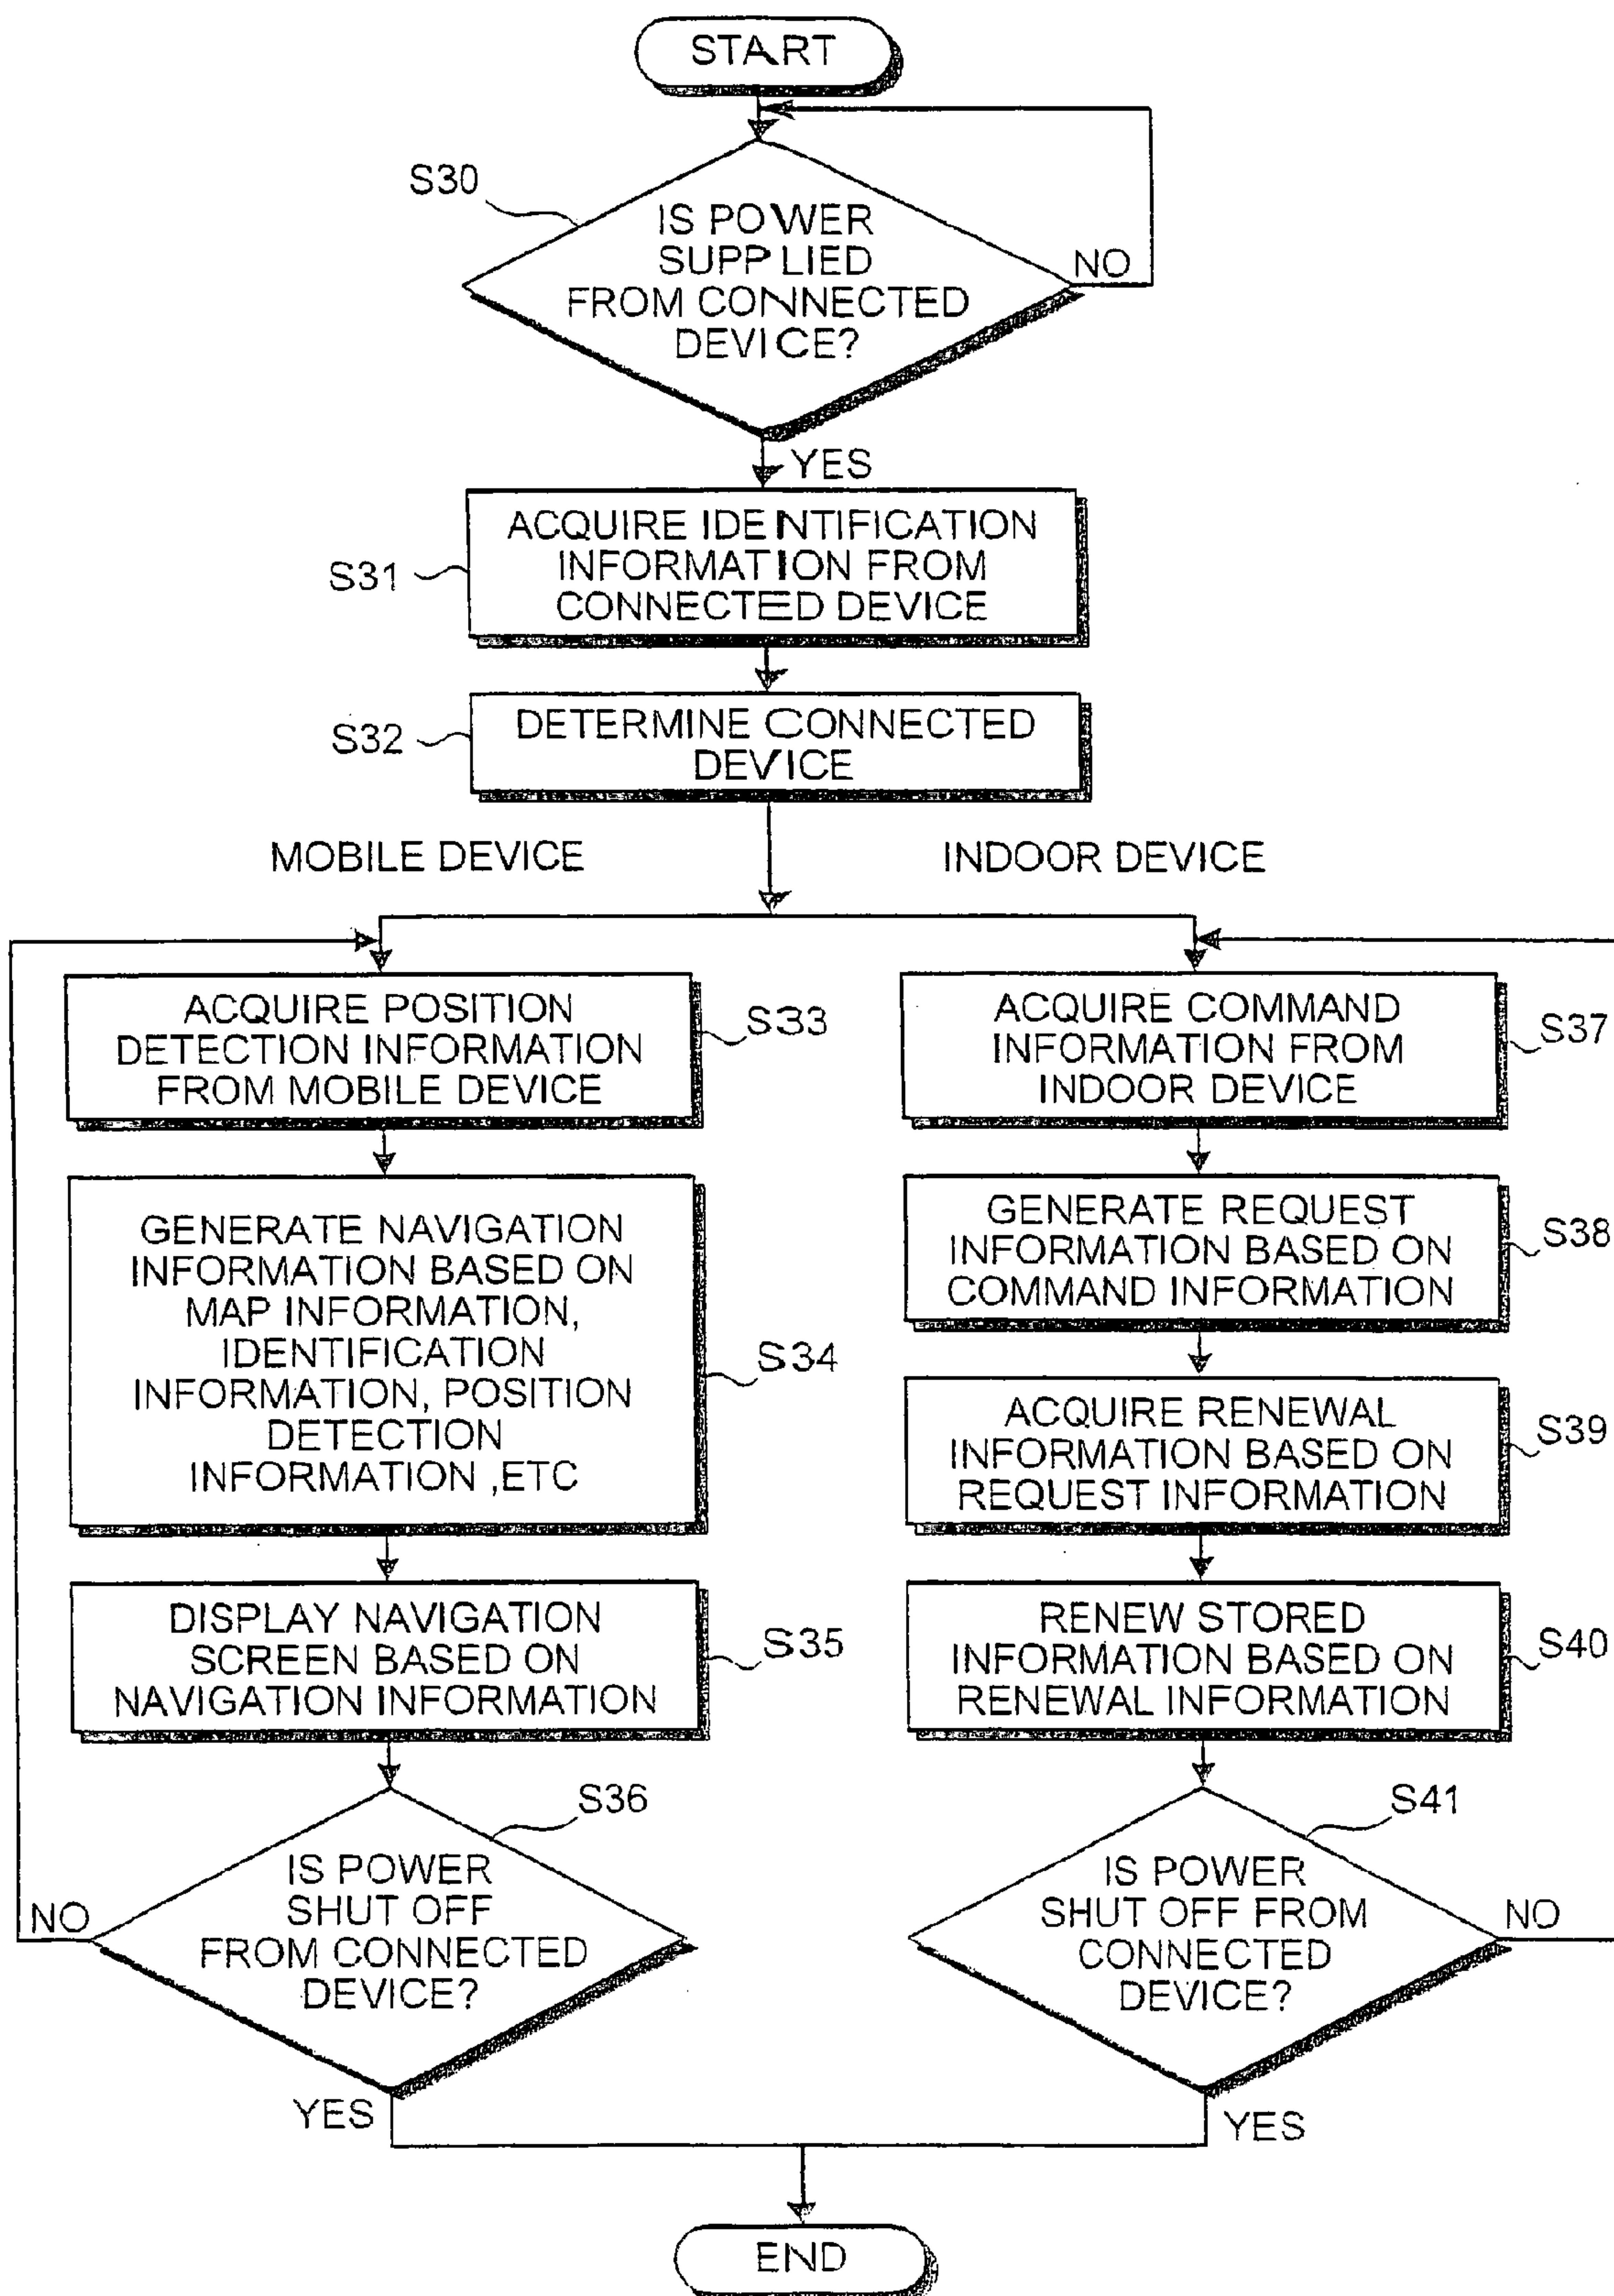 START
S30
IS POWER
SUPPLIED
FROM CONNECTED
DEVICE?
NO
YES
S31
ACQUIRE IDENTIFICATION
INFORMATION FROM
CONNECTED DEVICE
S32
DETERMINE CONNECTED
DEVICE
MOBILE DEVICE
INDOOR DEVICE
ACQUIRE POSITION
DETECTION INFORMATION
FROM MOBILE DEVICE
S33
GENERATE NAVIGATION
INFORMATION BASED ON
MAP INFORMATION,
IDENTIFICATION
INFORMATION, POSITION
DETECTION
INFORMATION ,ETC
S34
DISPLAY NAVIGATION
SCREEN BASED ON
NAVIGATION INFORMATION
S35
S36
IS POWER
SHUT OFF
FROM CONNECTED
DEVICE?
NO
YES
ACQUIRE COMMAND
INFORMATION FROM
INDOOR DEVICE
S37
GENERATE REQUEST
INFORMATION BASED ON
COMMAND INFORMATION
S38
ACQUIRE RENEWAL
INFORMATION BASED ON
REQUEST INFORMATION
S39
RENEW STORED
INFORMATION BASED ON
RENEWAL INFORMATION
S40
S41
IS POWER
SHUT OFF FROM
CONNECTED
DEVICE?
NO
YES
END